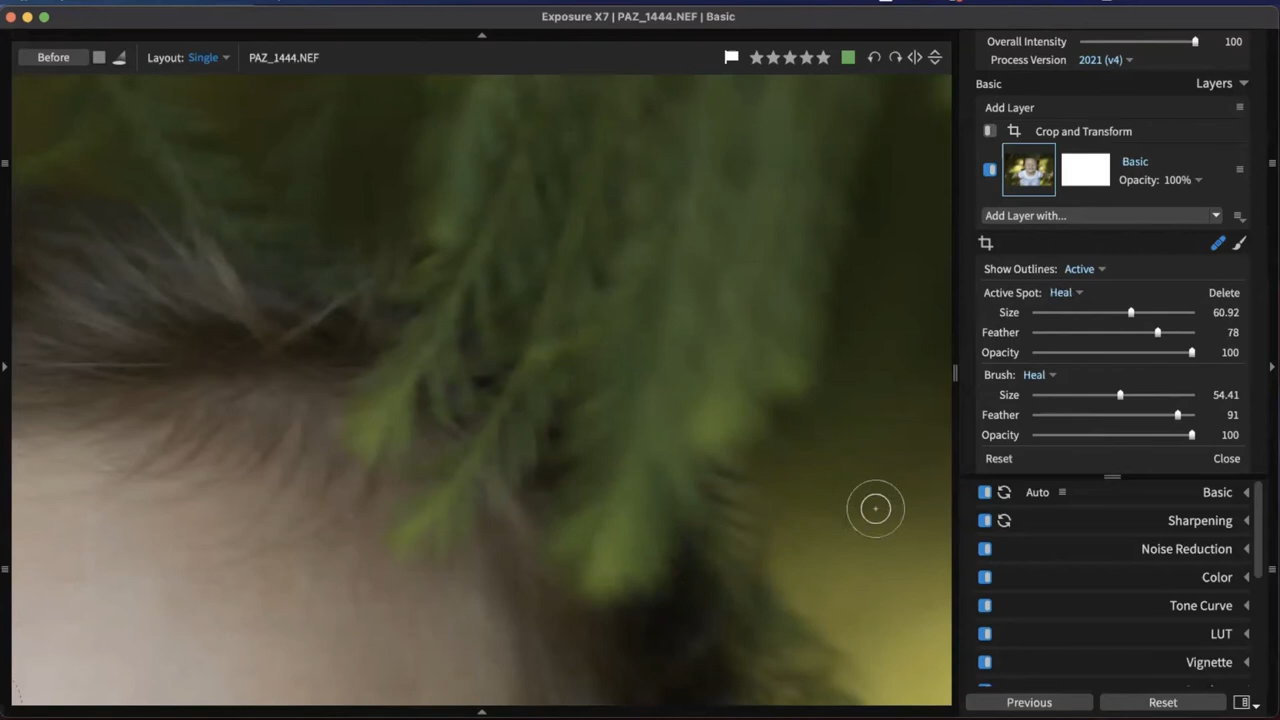 Exposure X7 | PAZ_1444.NEF | Basic
Before
Layout: Single
PAZ_1444.NEF
Overall Intensity 100
Process Version 2021 (v4)
Basic Layers
Add Layer
Crop and Transform
Basic
Opacity: 100%
Add Layer with...
Show Outlines: Active
Active Spot: Heal Delete
Size 60.92
Feather 78
Opacity 100
Brush: Heal
Size 54.41
Feather 91
Opacity 100
Reset Close
Auto Basic
Sharpening
Noise Reduction
Color
Tone Curve
LUT
Vignette
Previous Reset